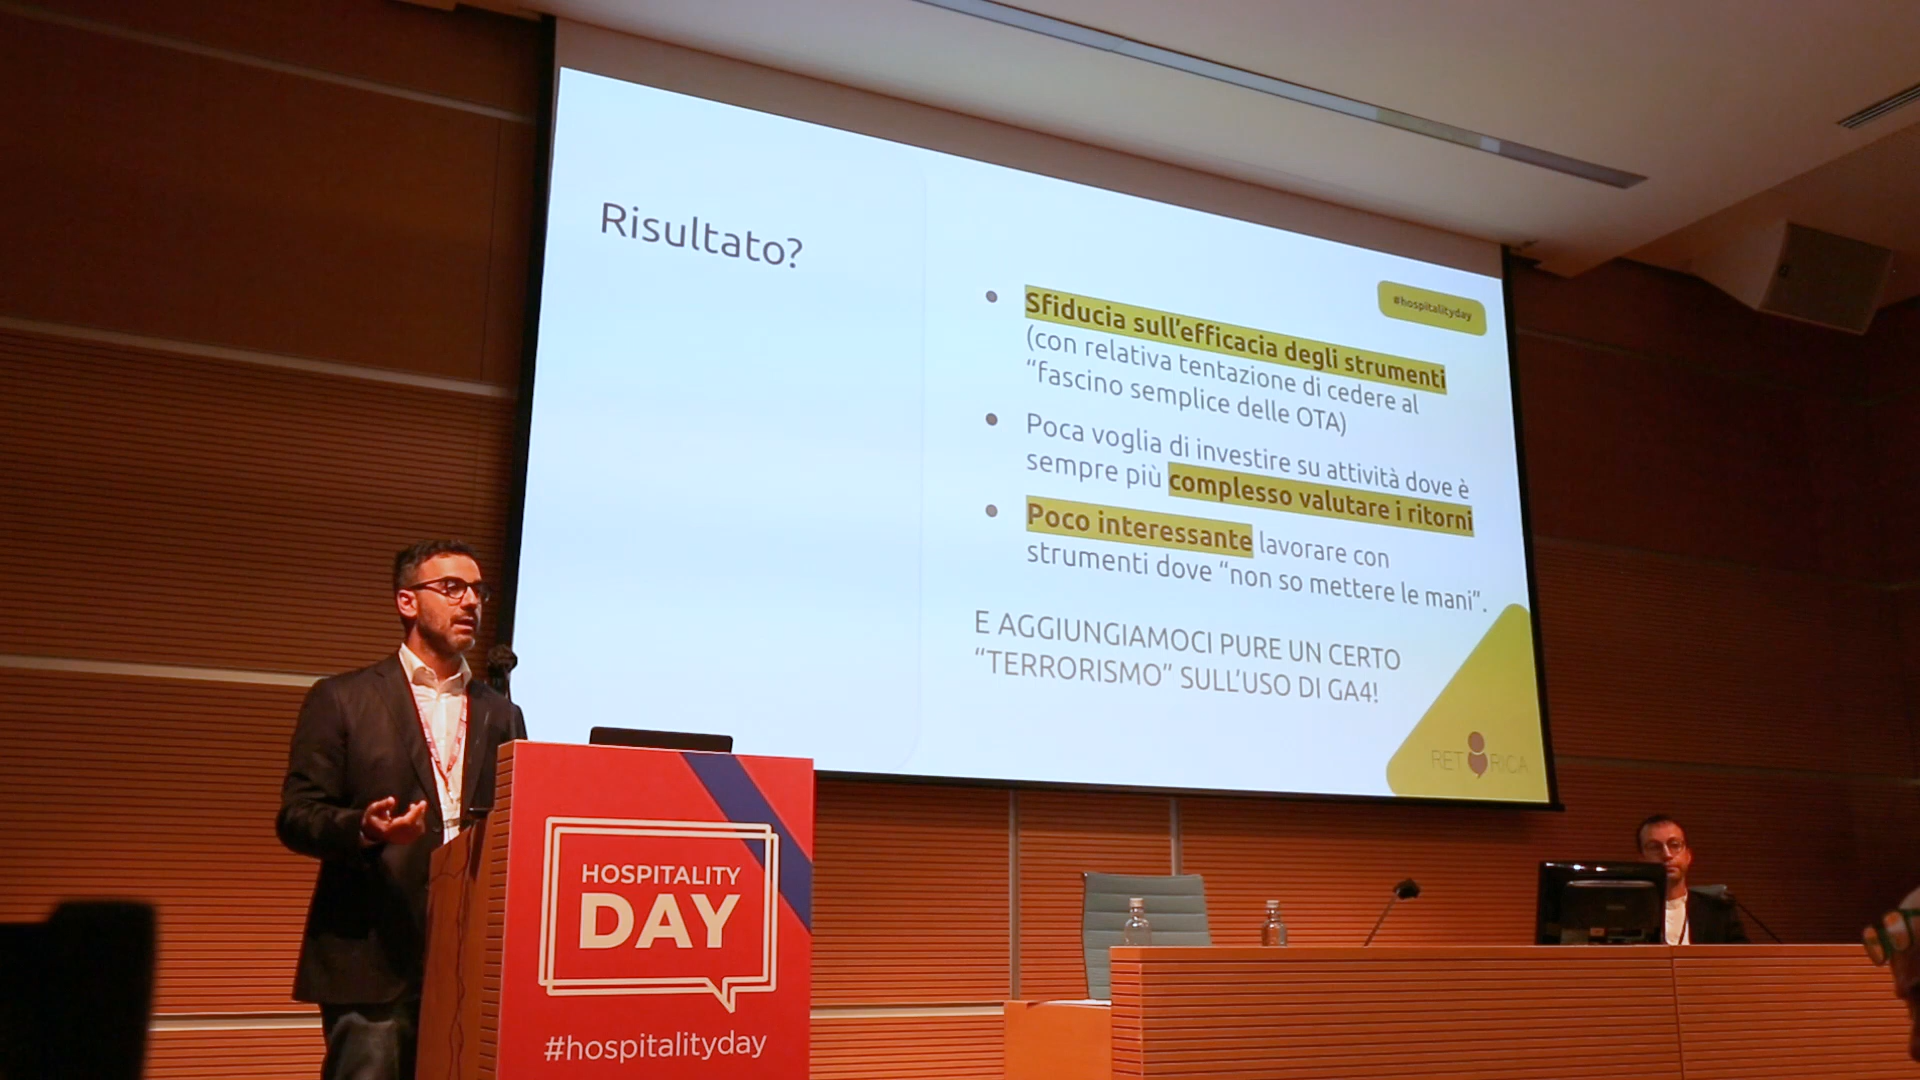 Risultato?
#hospitalityday
• Sfiducia sull'efficacia degli strumenti
(con relativa tentazione di cedere al
“fascino semplice delle OTA)
• Poca voglia di investire su attività dove è
sempre più complesso valutare i ritorni
• Poco interessante lavorare con
strumenti dove “non so mettere le mani”.
E AGGIUNGIAMOCI PURE UN CERTO
“TERRORISMO” SULL'USO DI GA4!
RETORICA
HOSPITALITY
DAY
#hospitalityday